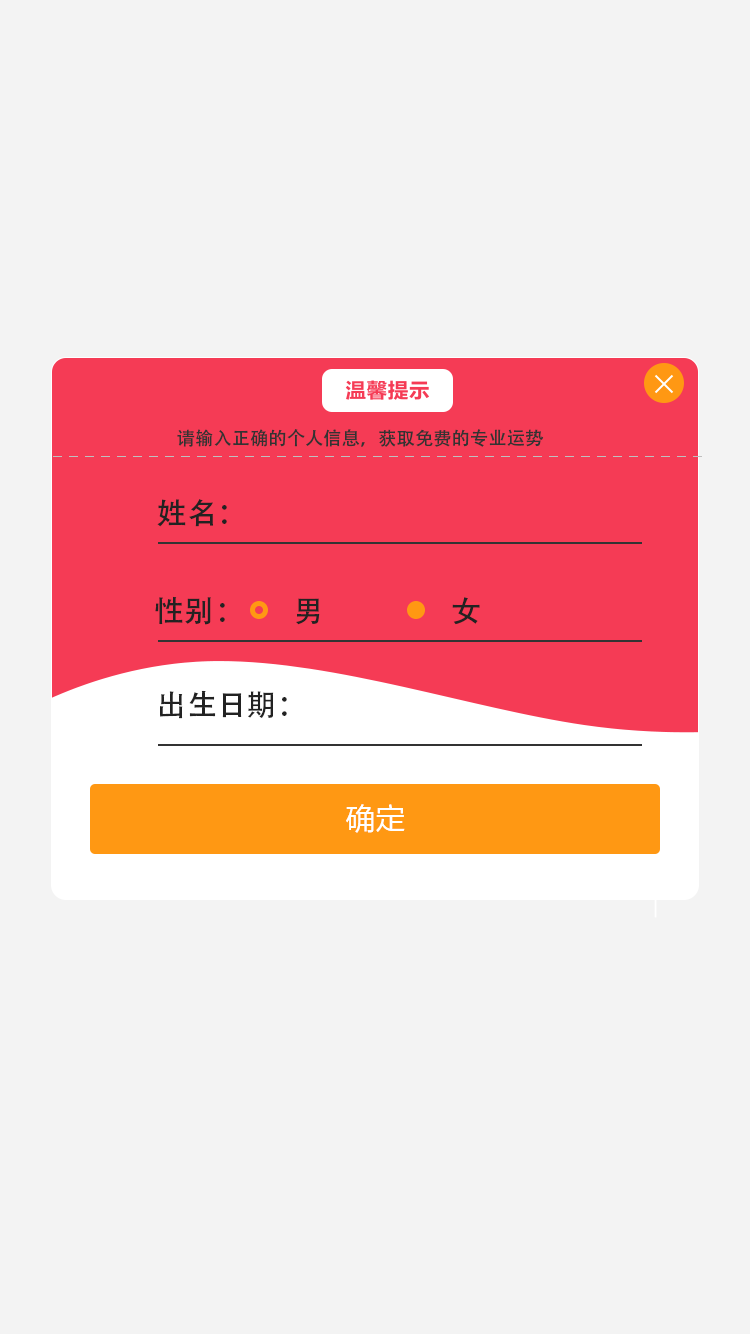 温馨提示
请输入正确的个人信息，获取免费的专业运势
姓名：
性别： 男 女
出生日期：
确定